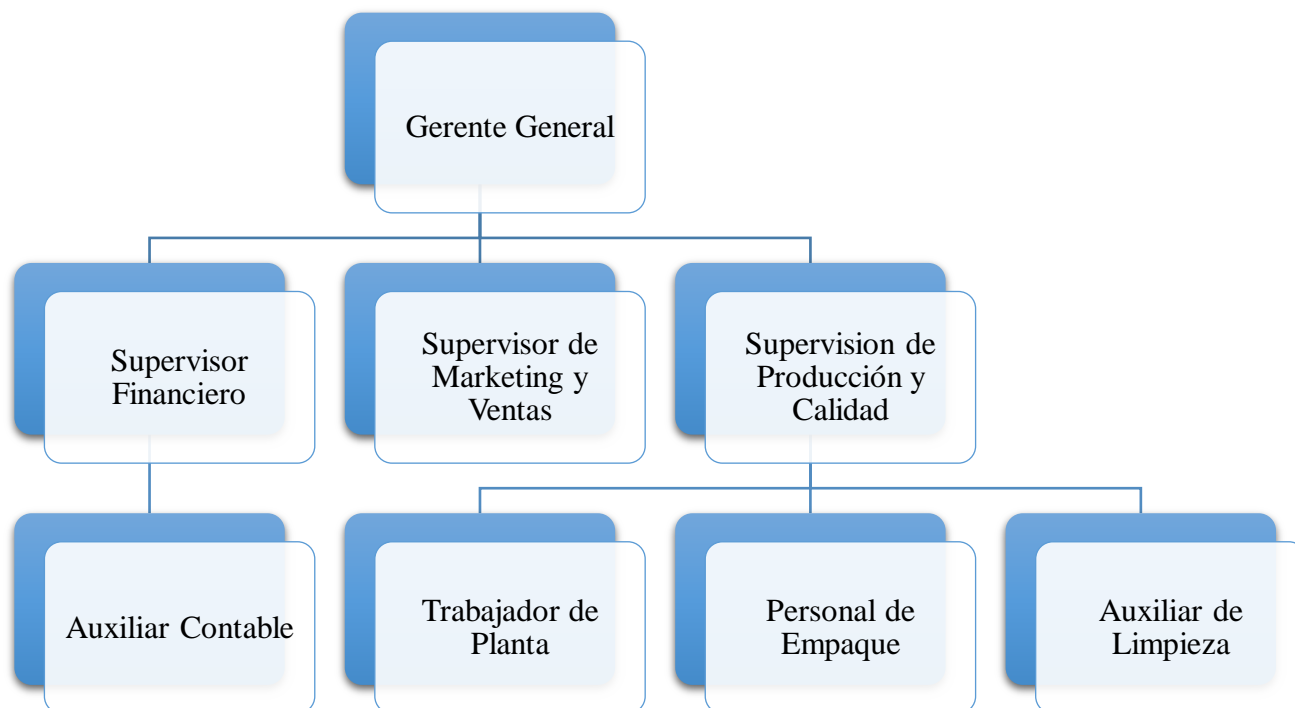 Gerente General
Supervisor
Financiero
Supervisor de
Marketing y
Ventas
Supervision de
Producción y
Calidad
Auxiliar Contable
Trabajador de
Planta
Personal de
Empaque
Auxiliar de
Limpieza